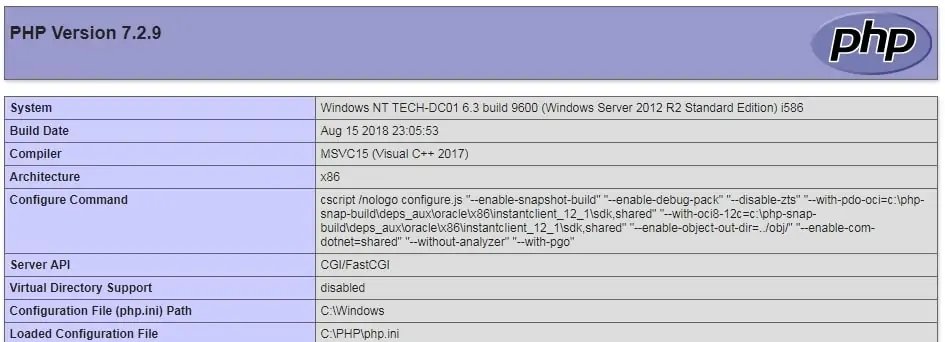 PHP Version 7.2.9
php
System Windows NT TECH-DC01 6.3 build 9600 (Windows Server 2012 R2 Standard Edition) i586
Build Date Aug 15 2018 23:05:53
Compiler MSVC15 (Visual C++ 2017)
Architecture x86
Configure Command cscript /nologo configure.js "--enable-snapshot-build" "--enable-debug-pack" "--disable-zts" "--with-pdo-oci=c:\php-
snap-build\deps_aux\oracle\x86\instantclient_12_1\sdk,shared" "--with-oci8-12c=c:\php-snap-
build\deps_aux\oracle\x86\instantclient_12_1\sdk,shared" "--enable-object-out-dir=../obj/" "--enable-com-
dotnet=shared" "--without-analyzer" "--with-pgo"
Server API CGI/FastCGI
Virtual Directory Support disabled
Configuration File (php.ini) Path C:\Windows
Loaded Configuration File C:\PHP\php.ini